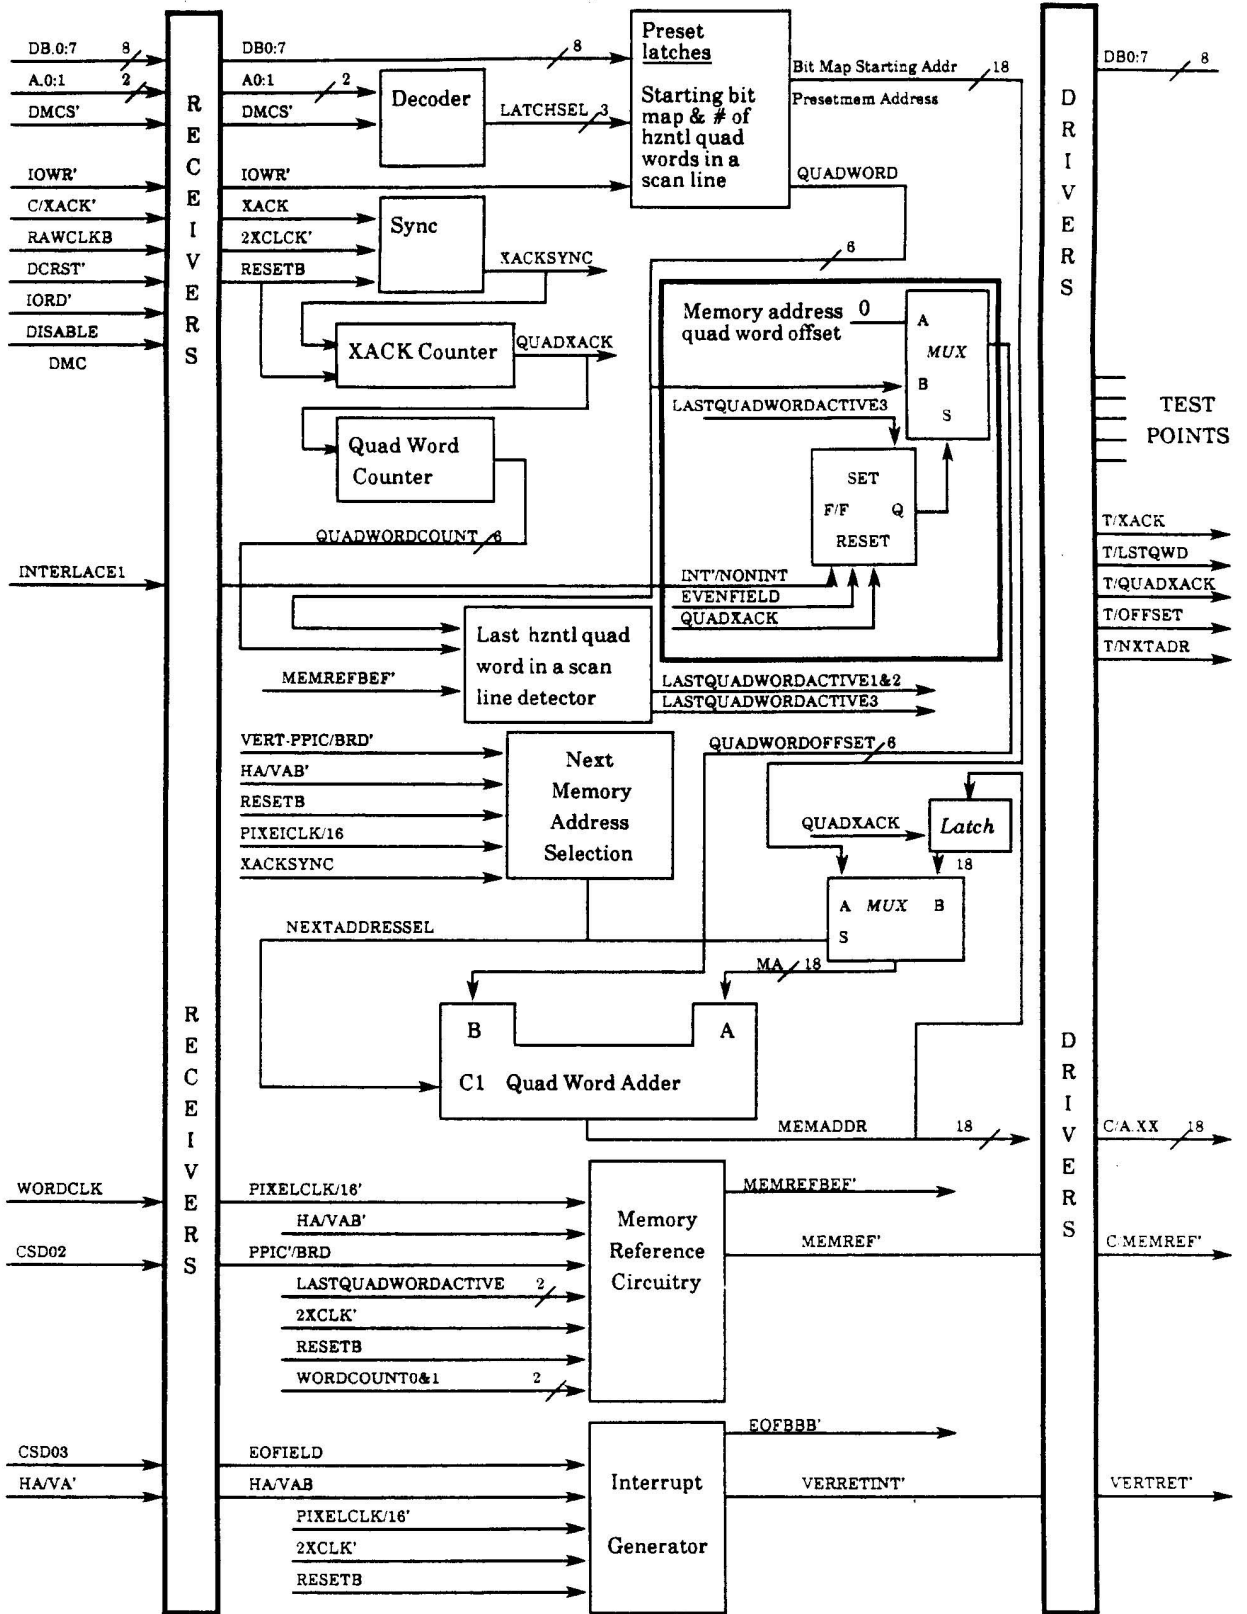 DB.0:7 8
A.0:1 2
DMCS'
IOWR'
C/XACK'
RAWCLKB
DCRST'
IORD'
DISABLE
DMC
INTERLACE1
WORDCLK
CSD02
CSD03
HA/VA'
RECEIVERS
RECEIVERS
DB0:7 8
A0:1 2
DMCS'
Decoder
LATCHSEL 3
Preset
latches
Starting bit
map & # of
hzntl quad
words in a
scan line
Bit Map Starting Addr 18
Presetmem Address
QUADWORD
6
IOWR'
XACK
2XCLCK'
RESETB
Sync
XACKSYNC
XACK Counter
QUADXACK
Quad Word
Counter
QUADWORDCOUNT 6
Memory address 0
quad word offset
A
MUX
B
S
LASTQUADWORDACTIVE3
SET
F/F Q
RESET
INT'/NONINT
EVENFIELD
QUADXACK
Last hzntl quad
word in a scan
line detector
MEMREFBEF'
LASTQUADWORDACTIVE1&2
LASTQUADWORDACTIVE3
VERT-PPIC/BRD'
HA/VAB'
RESETB
PIXEICLK/16
XACKSYNC
Next
Memory
Address
Selection
QUADWORDOFFSET 6
QUADXACK
Latch
18
A MUX B
S
NEXTADDRESSEL
MA 18
B A
C1 Quad Word Adder
MEMADDR 18
PIXELCLK/16'
HA/VAB'
PPIC'/BRD
LASTQUADWORDACTIVE 2
2XCLK'
RESETB
WORDCOUNT0&1 2
Memory
Reference
Circuitry
MEMREFBEF'
MEMREF'
EOFIELD
HA/VAB
PIXELCLK/16'
2XCLK'
RESETB
Interrupt
Generator
EOFBBB'
VERRETINT'
DRIVERS
DRIVERS
DB0:7 8
TEST
POINTS
T/XACK
T/LSTQWD
T/QUADXACK
T/OFFSET
T/NXTADR
C/A.XX 18
C/MEMREF'
VERTRET'